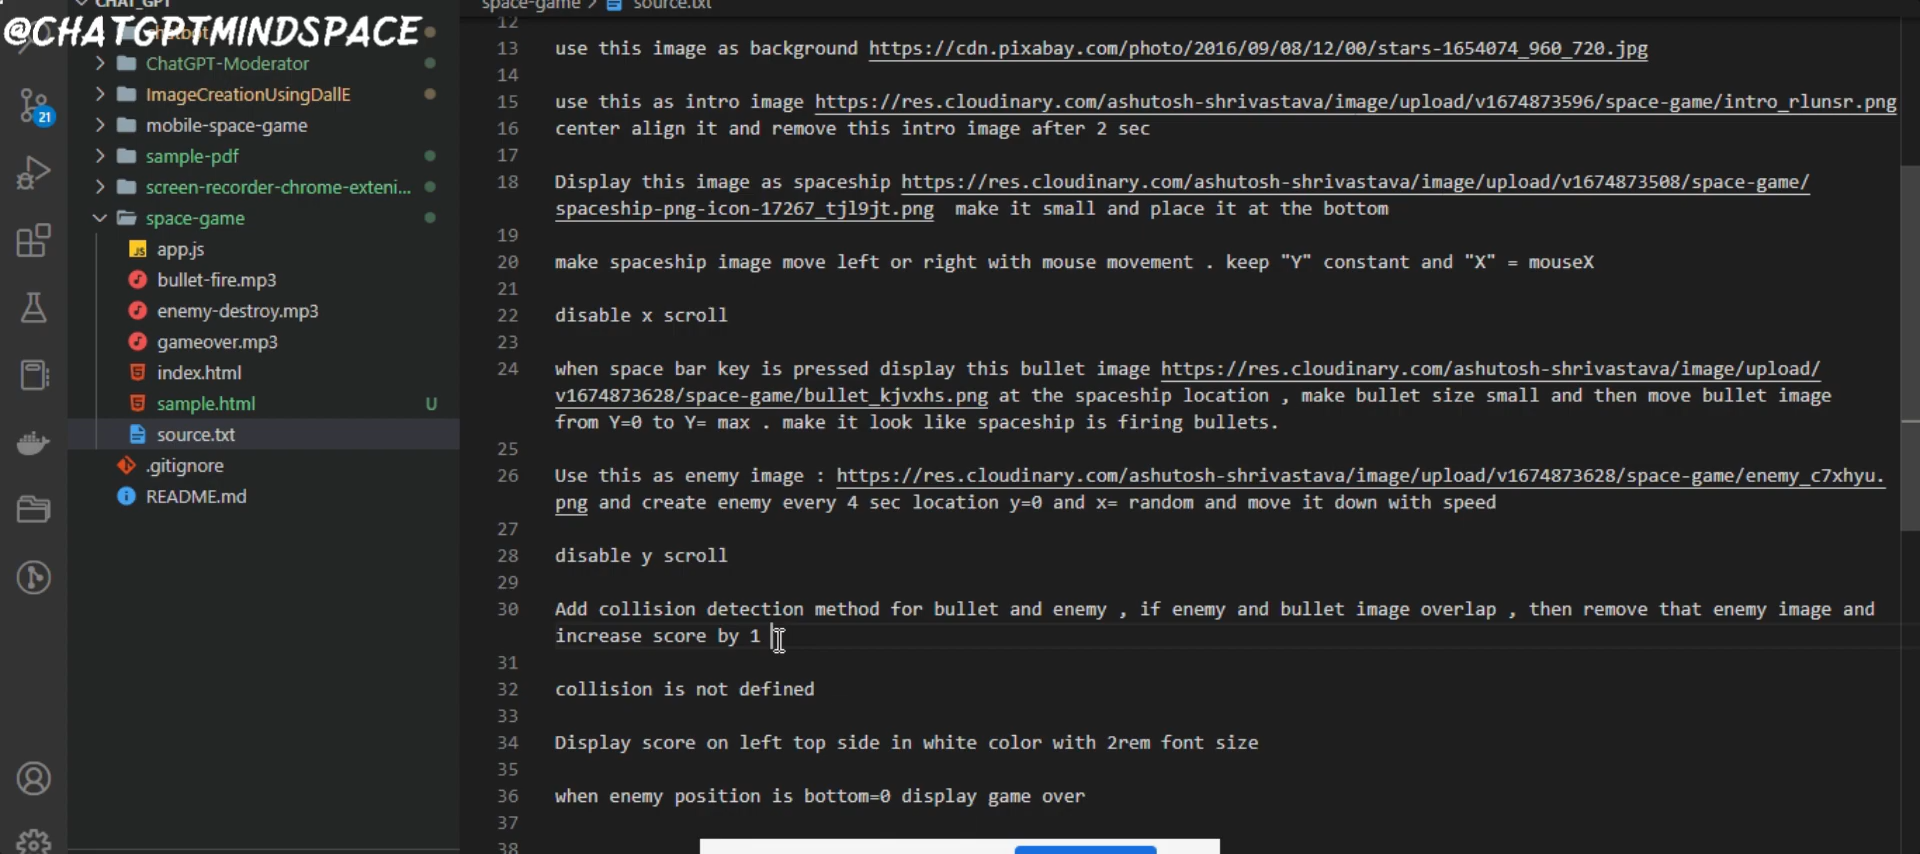 CHAT_GPT
@CHATGPTMINDSPACE
ChatGPT-Moderator
ImageCreationUsingDallE
mobile-space-game
sample-pdf
screen-recorder-chrome-exteni...
space-game
app.js
bullet-fire.mp3
enemy-destroy.mp3
gameover.mp3
index.html
sample.html U
source.txt
.gitignore
README.md
21
space-game > source.txt
12
13 use this image as background https://cdn.pixabay.com/photo/2016/09/08/12/00/stars-1654074_960_720.jpg
14
15 use this as intro image https://res.cloudinary.com/ashutosh-shrivastava/image/upload/v1674873596/space-game/intro_rlunsr.png
16 center align it and remove this intro image after 2 sec
17
18 Display this image as spaceship https://res.cloudinary.com/ashutosh-shrivastava/image/upload/v1674873508/space-game/
spaceship-png-icon-17267_tjl9jt.png make it small and place it at the bottom
19
20 make spaceship image move left or right with mouse movement . keep "Y" constant and "X" = mouseX
21
22 disable x scroll
23
24 when space bar key is pressed display this bullet image https://res.cloudinary.com/ashutosh-shrivastava/image/upload/
v1674873628/space-game/bullet_kjvxhs.png at the spaceship location , make bullet size small and then move bullet image
from Y=0 to Y= max . make it look like spaceship is firing bullets.
25
26 Use this as enemy image : https://res.cloudinary.com/ashutosh-shrivastava/image/upload/v1674873628/space-game/enemy_c7xhyu.
png and create enemy every 4 sec location y=0 and x= random and move it down with speed
27
28 disable y scroll
29
30 Add collision detection method for bullet and enemy , if enemy and bullet image overlap , then remove that enemy image and
increase score by 1
31
32 collision is not defined
33
34 Display score on left top side in white color with 2rem font size
35
36 when enemy position is bottom=0 display game over
37
38